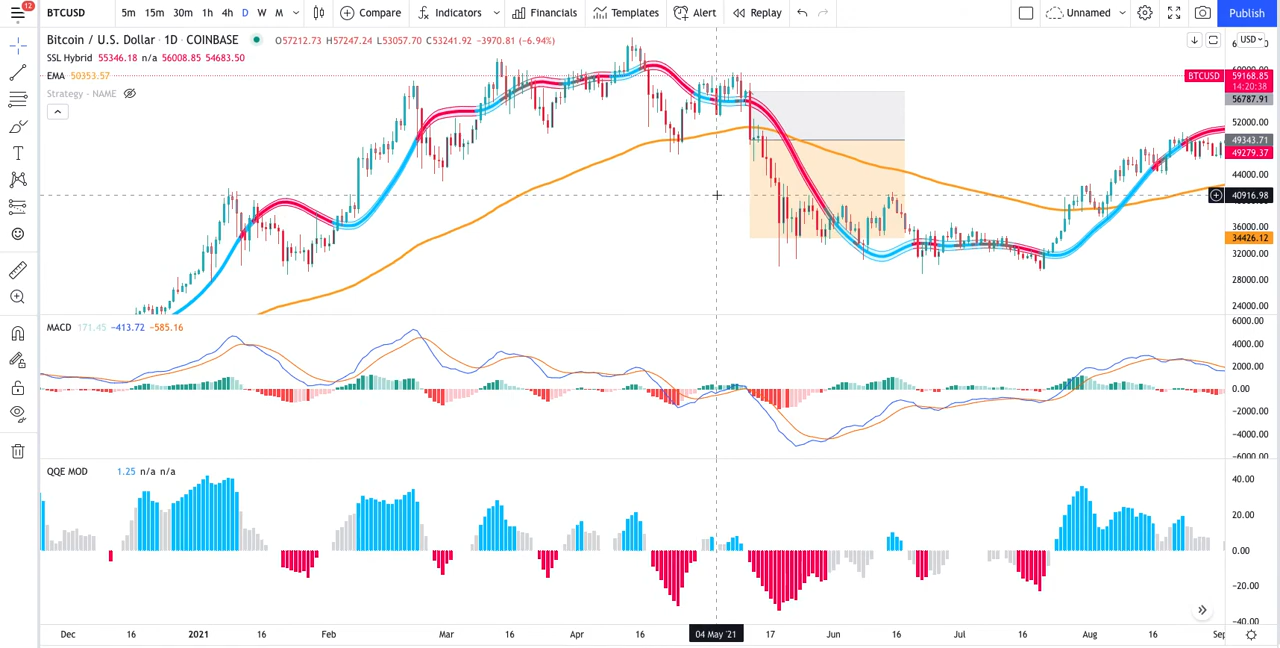 12
BTCUSD 5m 15m 30m 1h 4h D W M Compare Indicators Financials Templates Alert Replay Unnamed Publish
Bitcoin / U.S. Dollar · 1D · COINBASE O57212.73 H57247.24 L53057.70 C53241.92 −3970.81 (−6.94%)
USD
SSL Hybrid 55346.18 n/a 56008.85 54683.50
EMA 50353.57
Strategy - NAME
BTCUSD 59168.85
14:20:38
56787.91
52000.00
49343.71
49279.37
44000.00
40916.98
36000.00
34426.12
32000.00
28000.00
24000.00
MACD 171.45 −413.72 −585.16
6000.00
4000.00
2000.00
0.00
−2000.00
−4000.00
−6000.00
QQE MOD 1.25 n/a n/a
40.00
20.00
0.00
−20.00
−40.00
Dec 16 2021 16 Feb Mar 16 Apr 16 04 May '21 17 Jun 16 Jul 16 Aug 16 Sep